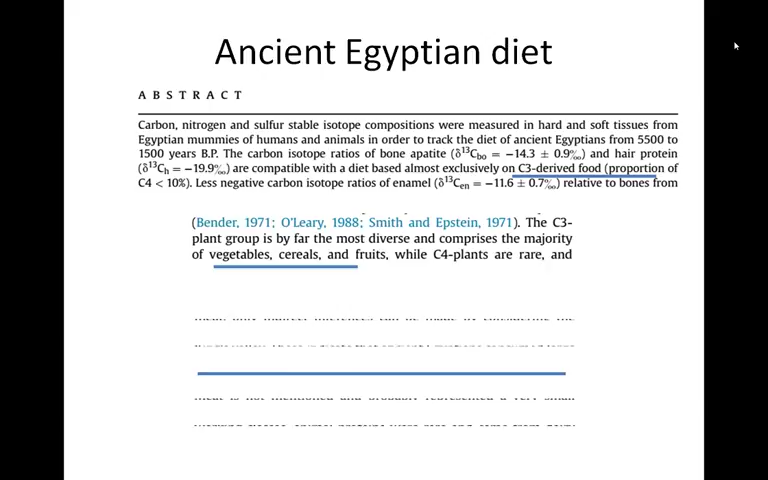 Ancient Egyptian diet
A B S T R A C T
Carbon, nitrogen and sulfur stable isotope compositions were measured in hard and soft tissues from
Egyptian mummies of humans and animals in order to track the diet of ancient Egyptians from 5500 to
1500 years B.P. The carbon isotope ratios of bone apatite (δ¹³Cbo = −14.3 ± 0.9‰) and hair protein
(δ¹³Ch = −19.9‰) are compatible with a diet based almost exclusively on C3-derived food (proportion of
C4 < 10%). Less negative carbon isotope ratios of enamel (δ¹³Cen = −11.6 ± 0.7‰) relative to bones from
(Bender, 1971; O'Leary, 1988; Smith and Epstein, 1971). The C3-
plant group is by far the most diverse and comprises the majority
of vegetables, cereals, and fruits, while C4-plants are rare, and